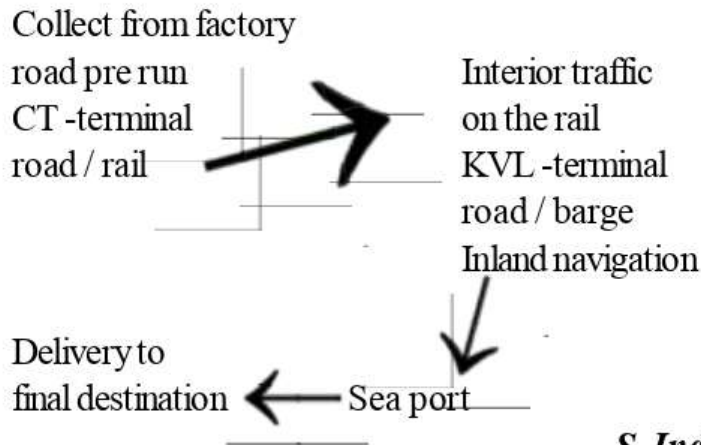 Collect from factory
road pre run
CT -terminal
road / rail
Interior traffic
on the rail
KVL -terminal
road / barge
Inland navigation
Sea port
Delivery to
final destination